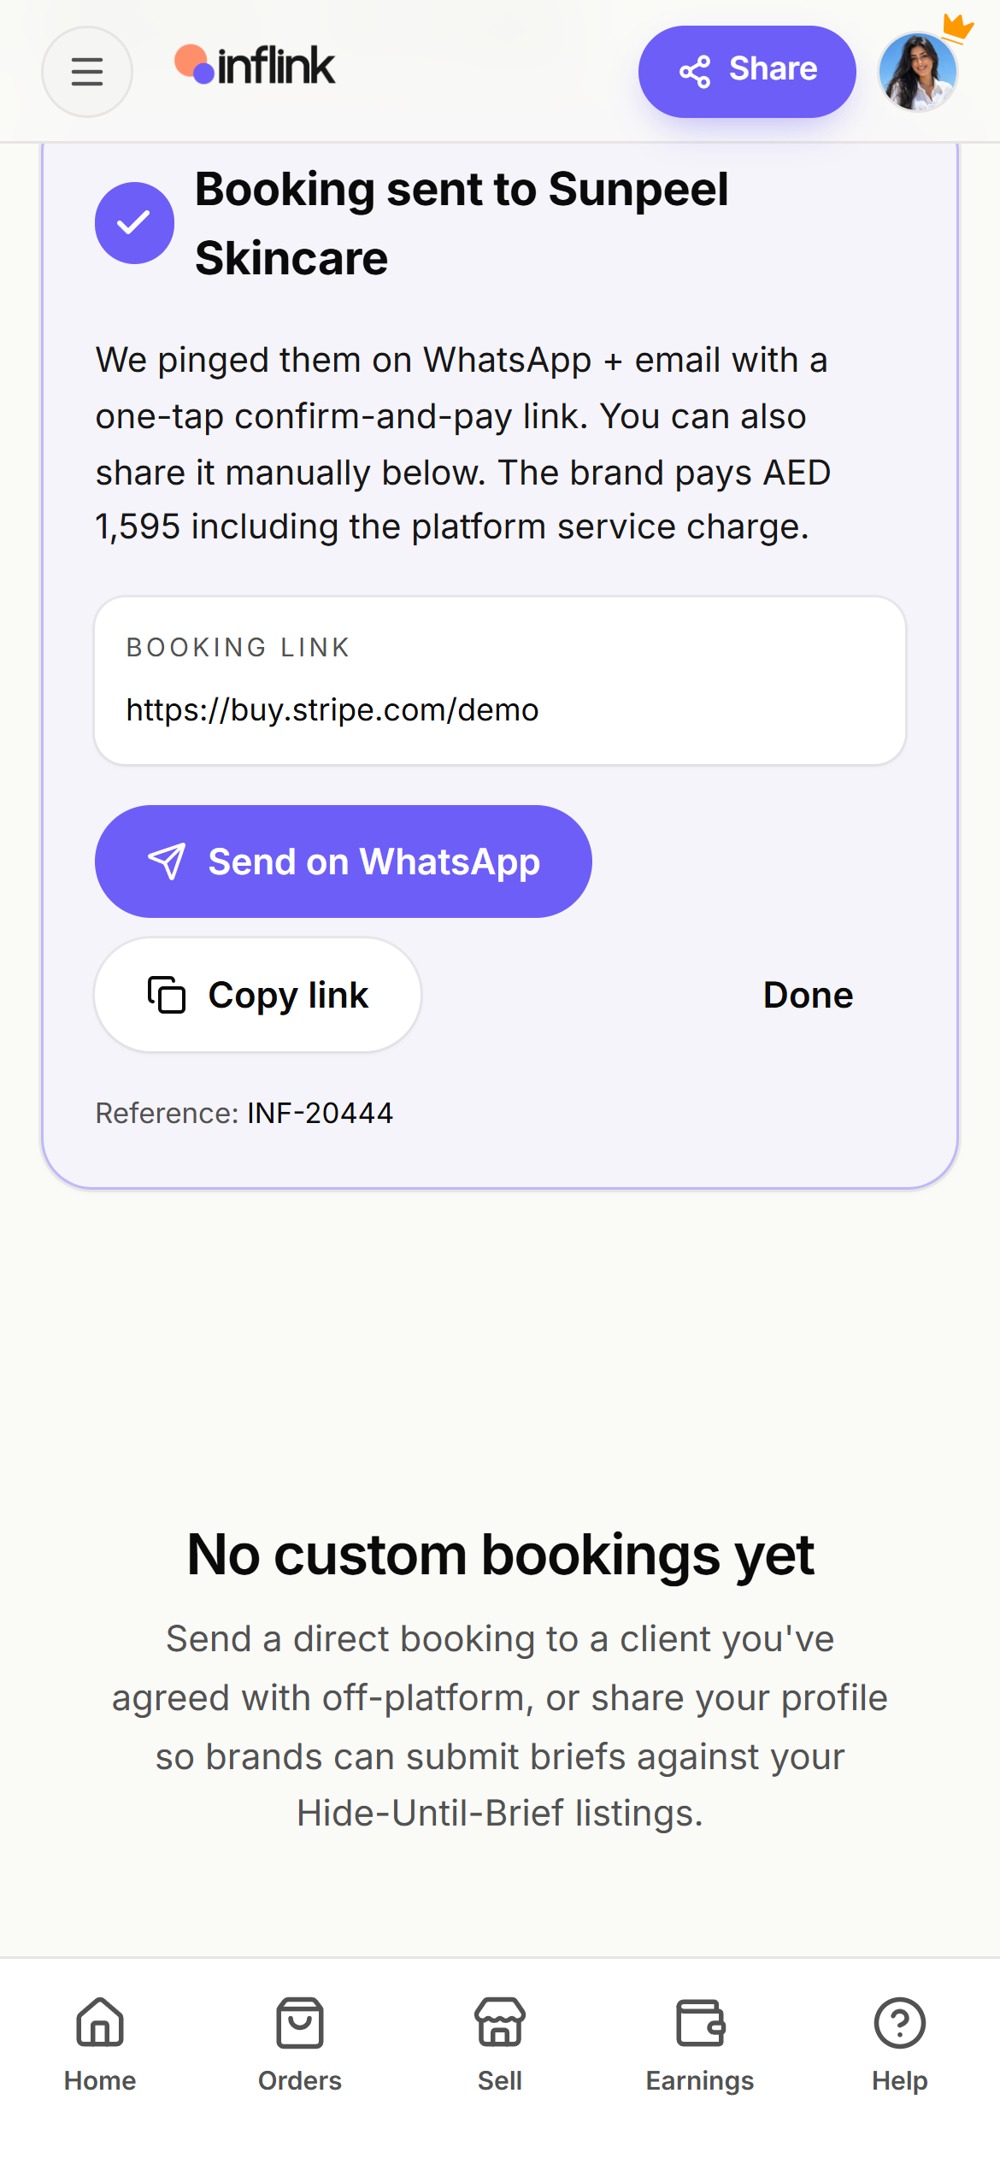 inflink
Share
Booking sent to Sunpeel
Skincare
We pinged them on WhatsApp + email with a
one-tap confirm-and-pay link. You can also
share it manually below. The brand pays AED
1,595 including the platform service charge.
BOOKING LINK
https://buy.stripe.com/demo
Send on WhatsApp
Copy link
Done
Reference: INF-20444
No custom bookings yet
Send a direct booking to a client you've
agreed with off-platform, or share your profile
so brands can submit briefs against your
Hide-Until-Brief listings.
Home
Orders
Sell
Earnings
Help